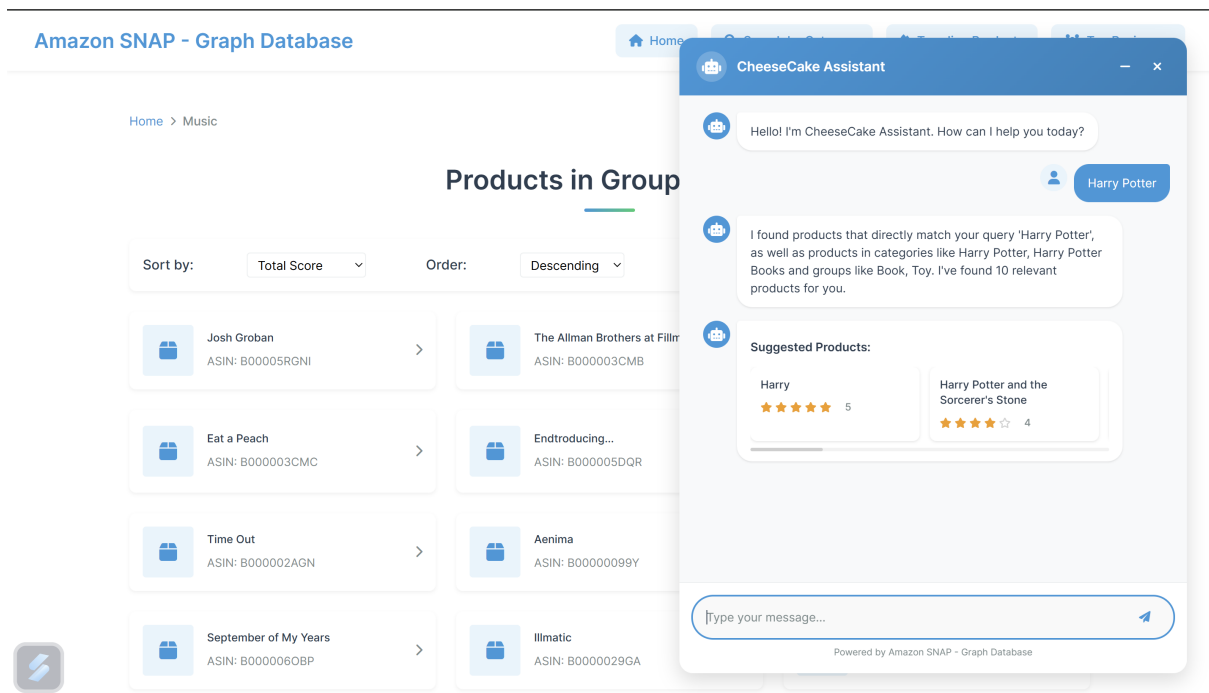 Amazon SNAP - Graph Database
Home
Home > Music
Products in Group
Sort by:
Total Score
Order:
Descending
Josh Groban
ASIN: B00005RGNI
The Allman Brothers at Fillm
ASIN: B000003CMB
Eat a Peach
ASIN: B000003CMC
Endtroducing...
ASIN: B000005DQR
Time Out
ASIN: B000002AGN
Aenima
ASIN: B00000099Y
September of My Years
ASIN: B000006OBP
Illmatic
ASIN: B0000029GA
CheeseCake Assistant
Hello! I'm CheeseCake Assistant. How can I help you today?
Harry Potter
I found products that directly match your query 'Harry Potter',
as well as products in categories like Harry Potter, Harry Potter
Books and groups like Book, Toy. I've found 10 relevant
products for you.
Suggested Products:
Harry
5
Harry Potter and the
Sorcerer's Stone
4
Type your message...
Powered by Amazon SNAP - Graph Database